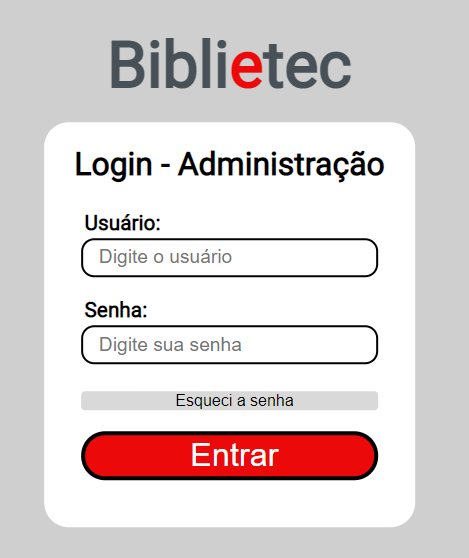 Biblietec
Login - Administração
Usuário:
Digite o usuário
Senha:
Digite sua senha
Esqueci a senha
Entrar